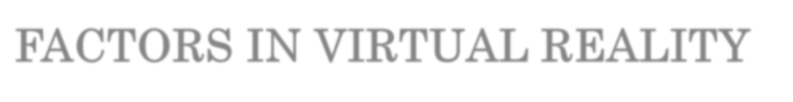 FACTORS IN VIRTUAL REALITY